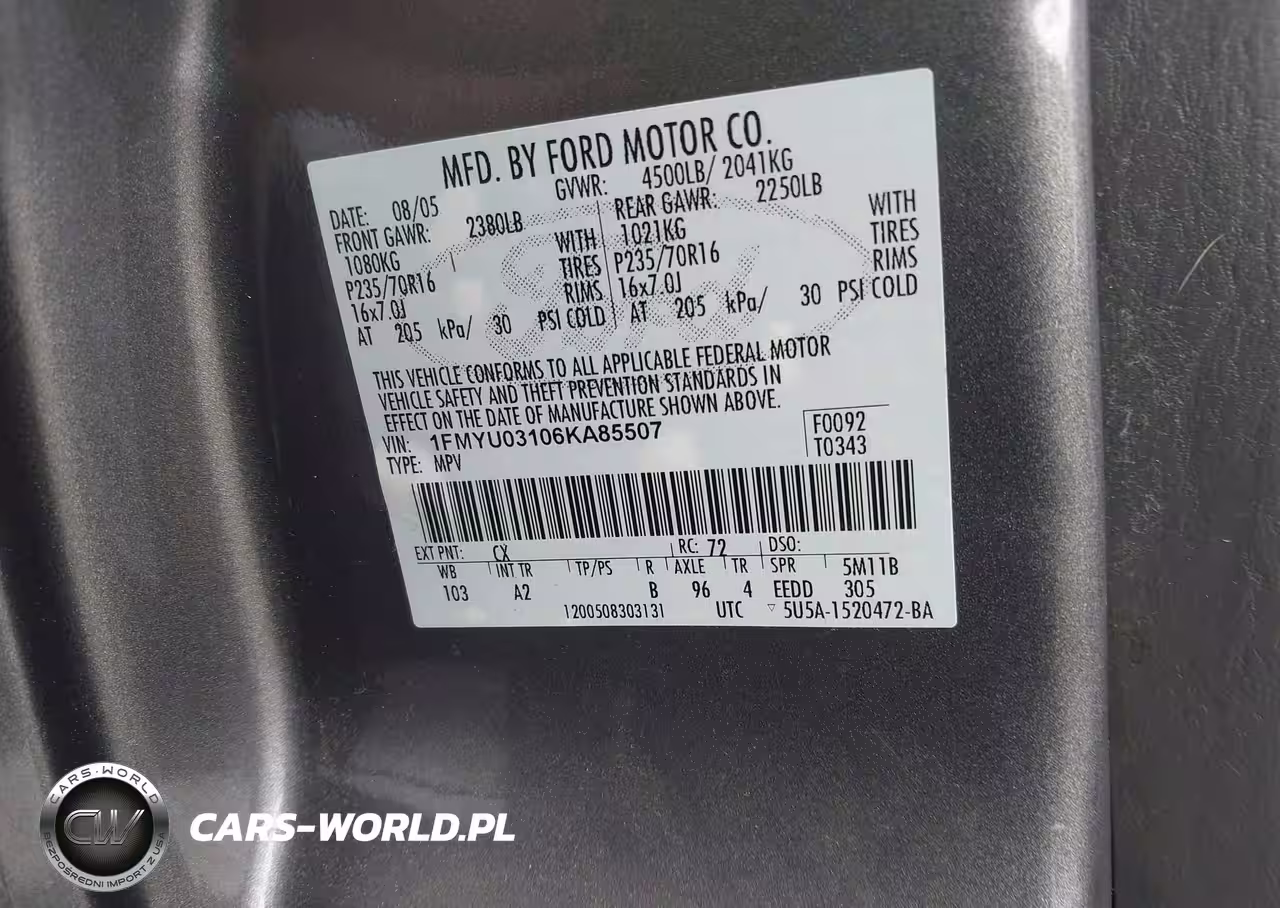 MFD. BY FORD MOTOR CO.
DATE: 08/05 GVWR: 4500LB/ 2041KG
FRONT GAWR: 2380LB REAR GAWR: 2250LB
1080KG WITH 1021KG WITH
P235/70R16 TIRES P235/70R16 TIRES
16x7.0J RIMS 16x7.0J RIMS
AT 205 kPa/ 30 PSI COLD AT 205 kPa/ 30 PSI COLD
THIS VEHICLE CONFORMS TO ALL APPLICABLE FEDERAL MOTOR
VEHICLE SAFETY AND THEFT PREVENTION STANDARDS IN
EFFECT ON THE DATE OF MANUFACTURE SHOWN ABOVE.
VIN: 1FMYU03106KA85507 F0092
TYPE: MPV T0343
EXT PNT: CX RC: 72 DSO:
WB INT TR TP/PS R AXLE TR SPR 5M11B
103 A2 B 96 4 EEDD 305
1200508303131 UTC ▽ 5U5A-1520472-BA
Ford
CARS-WORLD
CW
BEZPOŚREDNI IMPORT Z USA
CARS-WORLD.PL